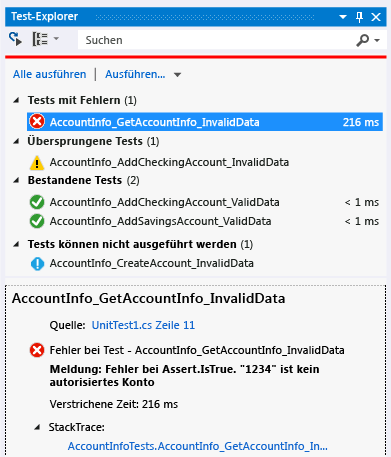 Test-Explorer
Suchen
Alle ausführen | Ausführen...
Tests mit Fehlern (1)
AccountInfo_GetAccountInfo_InvalidData 216 ms
Übersprungene Tests (1)
AccountInfo_AddCheckingAccount_InvalidData
Bestandene Tests (2)
AccountInfo_AddCheckingAccount_ValidData < 1 ms
AccountInfo_AddSavingsAccount_ValidData < 1 ms
Tests können nicht ausgeführt werden (1)
AccountInfo_CreateAccount_InvalidData
AccountInfo_GetAccountInfo_InvalidData
Quelle: UnitTest1.cs Zeile 11
Fehler bei Test - AccountInfo_GetAccountInfo_InvalidData
Meldung: Fehler bei Assert.IsTrue. "1234" ist kein
autorisiertes Konto
Verstrichene Zeit: 216 ms
StackTrace:
AccountInfoTests.AccountInfo_GetAccountInfo_In...